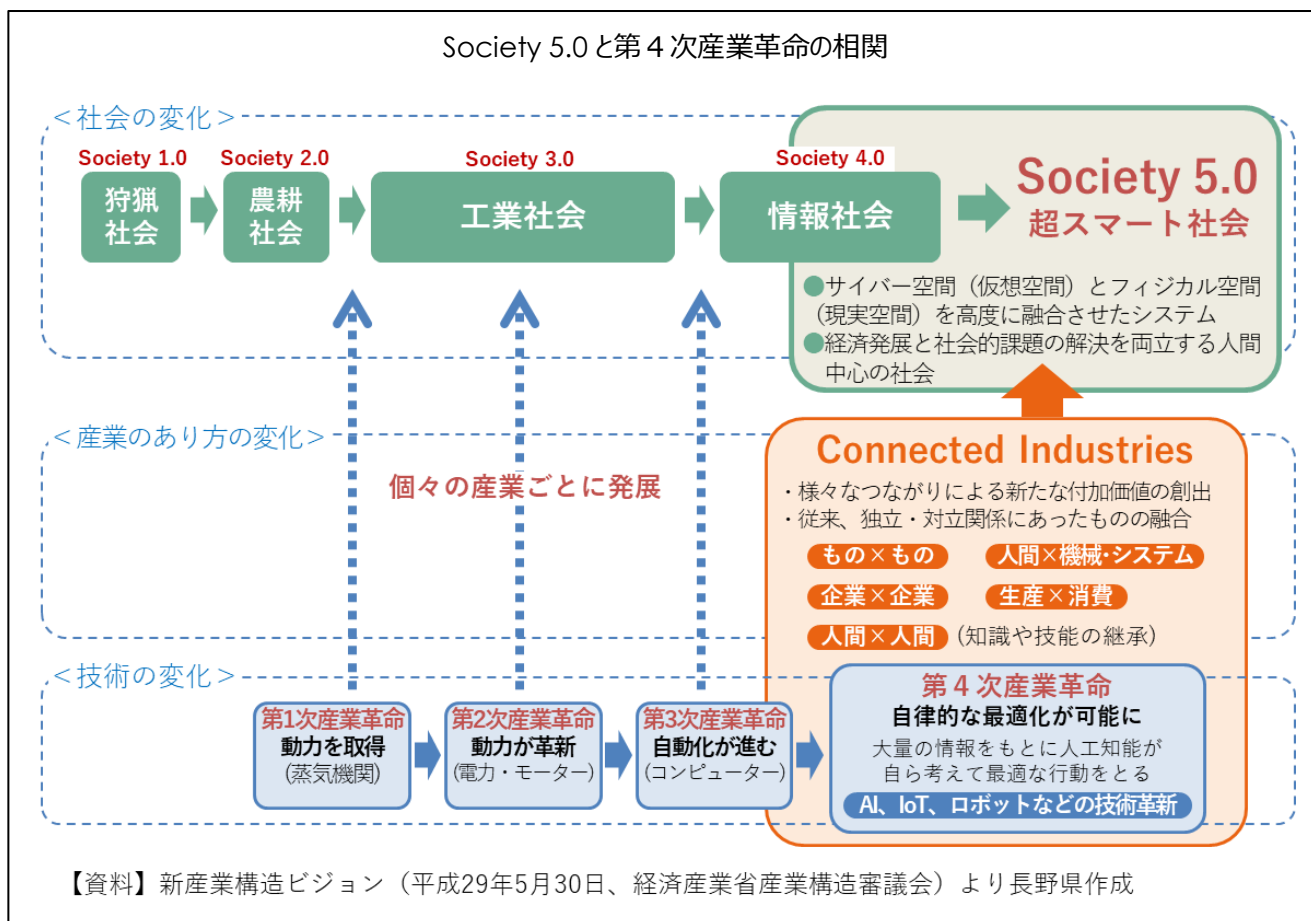 Society 5.0と第４次産業革命の相関
＜社会の変化＞
Society 1.0
狩猟
社会
Society 2.0
農耕
社会
Society 3.0
工業社会
Society 4.0
情報社会
Society 5.0
超スマート社会
●サイバー空間（仮想空間）とフィジカル空間
（現実空間）を高度に融合させたシステム
●経済発展と社会的課題の解決を両立する人間
中心の社会
＜産業のあり方の変化＞
個々の産業ごとに発展
Connected Industries
・様々なつながりによる新たな付加価値の創出
・従来、独立・対立関係にあったものの融合
もの×もの
人間×機械・システム
企業×企業
生産×消費
人間×人間 (知識や技能の継承)
＜技術の変化＞
第1次産業革命
動力を取得
(蒸気機関)
第2次産業革命
動力が革新
(電力・モーター)
第3次産業革命
自動化が進む
(コンピューター)
第４次産業革命
自律的な最適化が可能に
大量の情報をもとに人工知能が
自ら考えて最適な行動をとる
AI、IoT、ロボットなどの技術革新
【資料】新産業構造ビジョン（平成29年5月30日、経済産業省産業構造審議会）より長野県作成